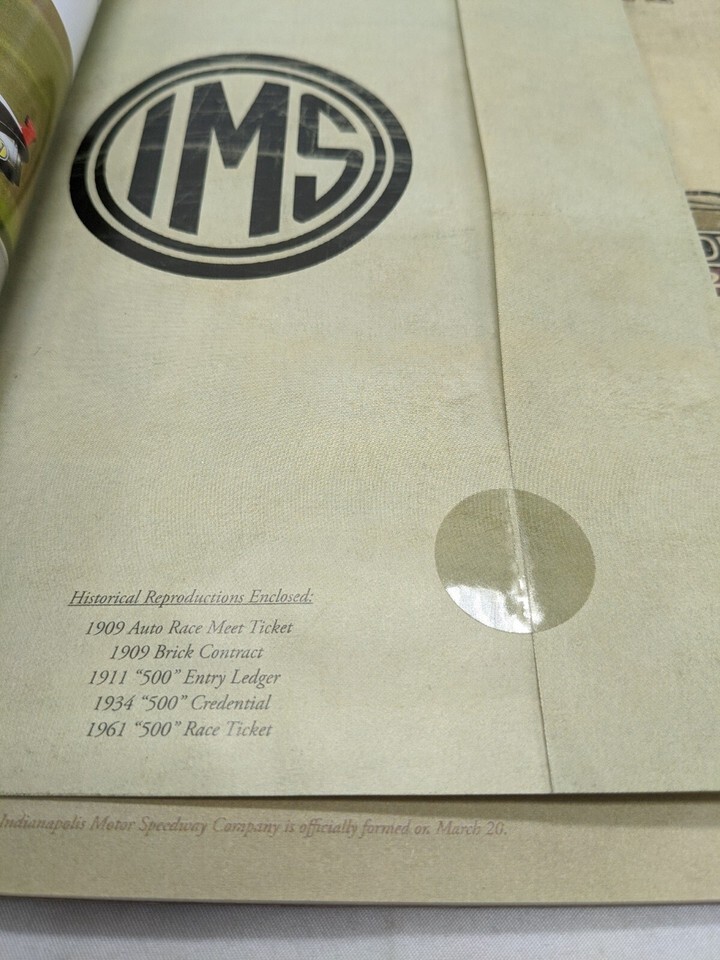 IMS
Historical Reproductions Enclosed:
1909 Auto Race Meet Ticket
1909 Brick Contract
1911 “500” Entry Ledger
1934 “500” Credential
1961 “500” Race Ticket
Indianapolis Motor Speedway Company is officially formed on March 20.